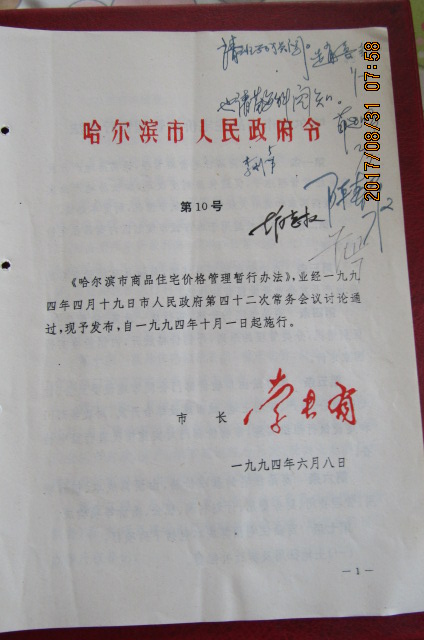 哈尔滨市人民政府令
第10号
《哈尔滨市商品住宅价格管理暂行办法》，业经一九九
四年四月十九日市人民政府第四十二次常务会议讨论通
过，现予发布，自一九九四年十月一日起施行。
市 长
一九九四年六月八日
—1—
2017/08/31 07:58